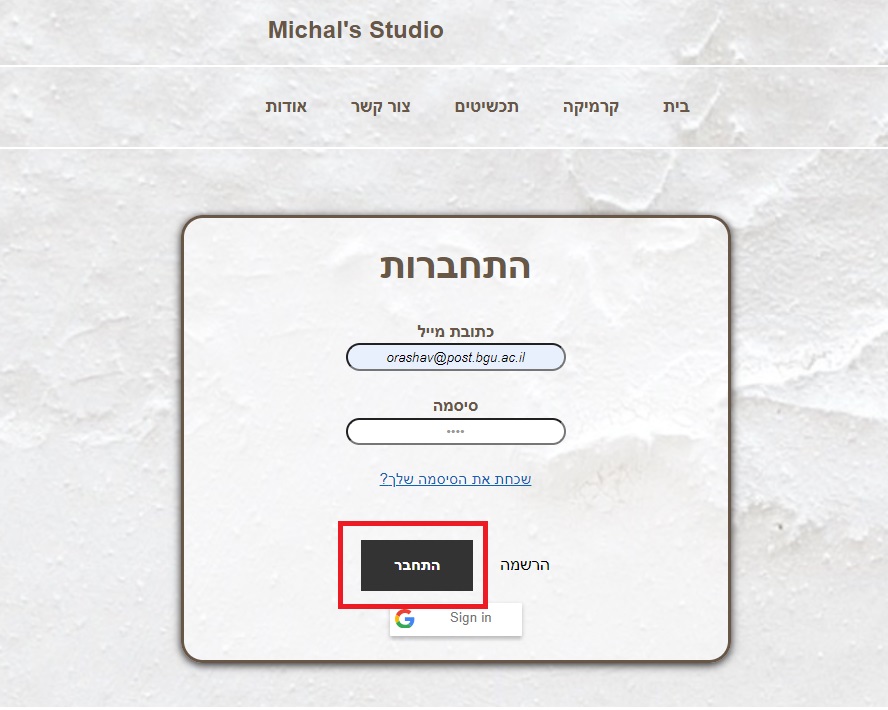 Michal's Studio
בית קרמיקה תכשיטים צור קשר אודות
התחברות
כתובת מייל
orashav@post.bgu.ac.il
סיסמה
••••
שכחת את הסיסמה שלך?
הרשמה התחבר
Sign in